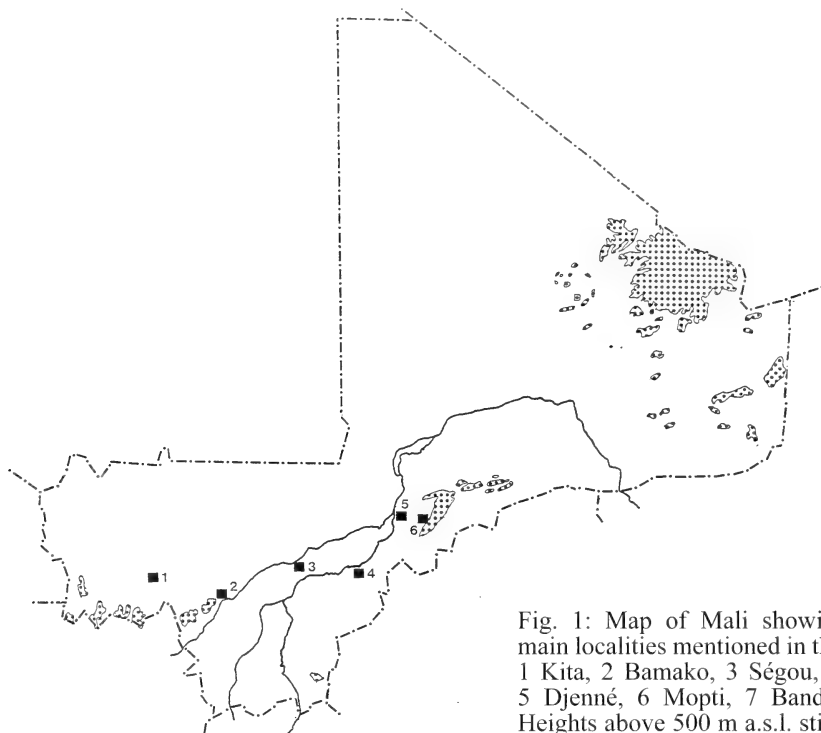 5
6
3
4
1
2
Fig. 1: Map of Mali showi
main localities mentioned in
1 Kita, 2 Bamako, 3 Ségou,
5 Djenné, 6 Mopti, 7 Band
Heights above 500 m a.s.l. sti